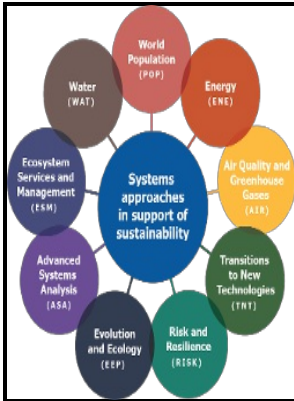 World
Population
(POP)
Energy
(ENE)
Air Quality and
Greenhouse
Gases
(AIR)
Transitions
to New
Technologies
(TNT)
Risk and
Resilience
(RISK)
Evolution
and Ecology
(EEP)
Advanced
Systems
Analysis
(ASA)
Ecosystem
Services and
Management
(ESM)
Water
(WAT)
Systems
approaches
in support of
sustainability